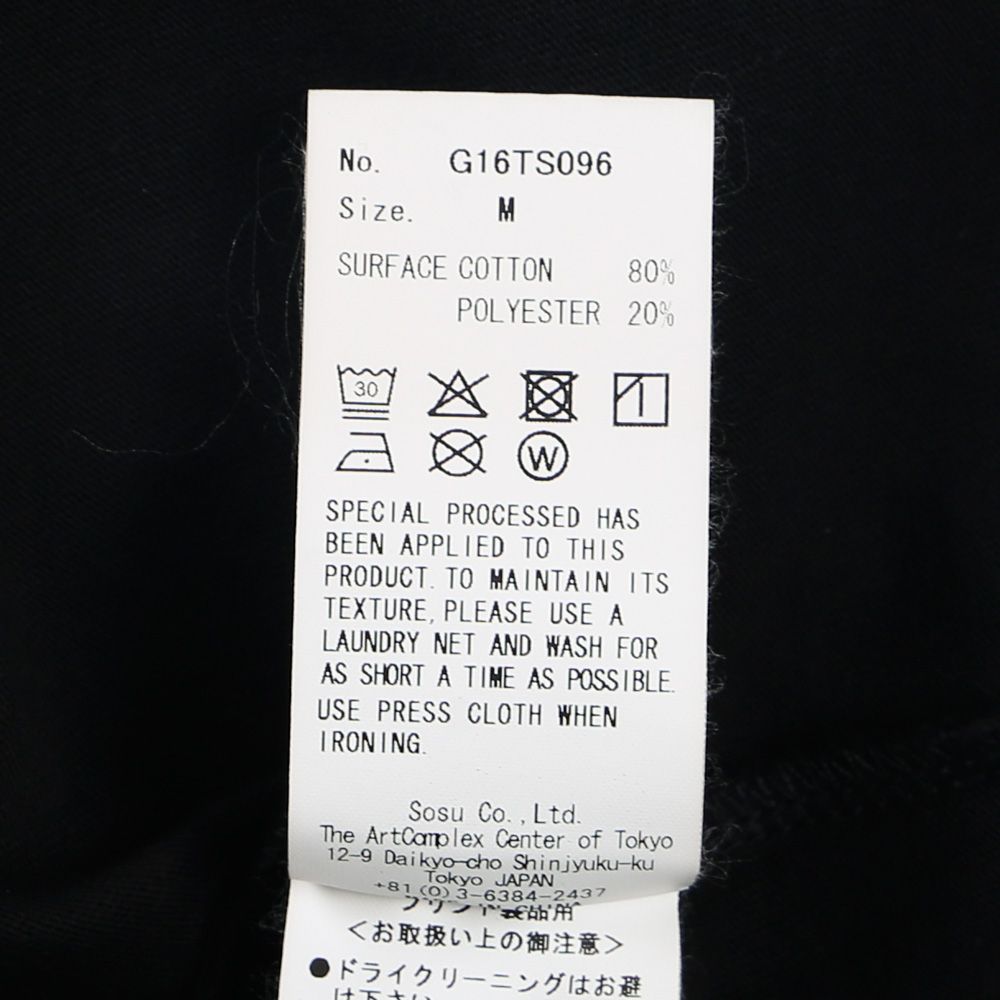 No. G16TS096
Size. M
SURFACE COTTON 80%
POLYESTER 20%
30
W
SPECIAL PROCESSED HAS
BEEN APPLIED TO THIS
PRODUCT. TO MAINTAIN ITS
TEXTURE, PLEASE USE A
LAUNDRY NET AND WASH FOR
AS SHORT A TIME AS POSSIBLE.
USE PRESS CLOTH WHEN
IRONING.
Sosu Co.,Ltd.
The ArtComplex Center of Tokyo
12-9 Daikyo-cho Shinjyuku-ku
Tokyo JAPAN
+81(0)3-6384-2437
<お取扱い上の御注意>
●ドライクリーニングはお避
け下さい